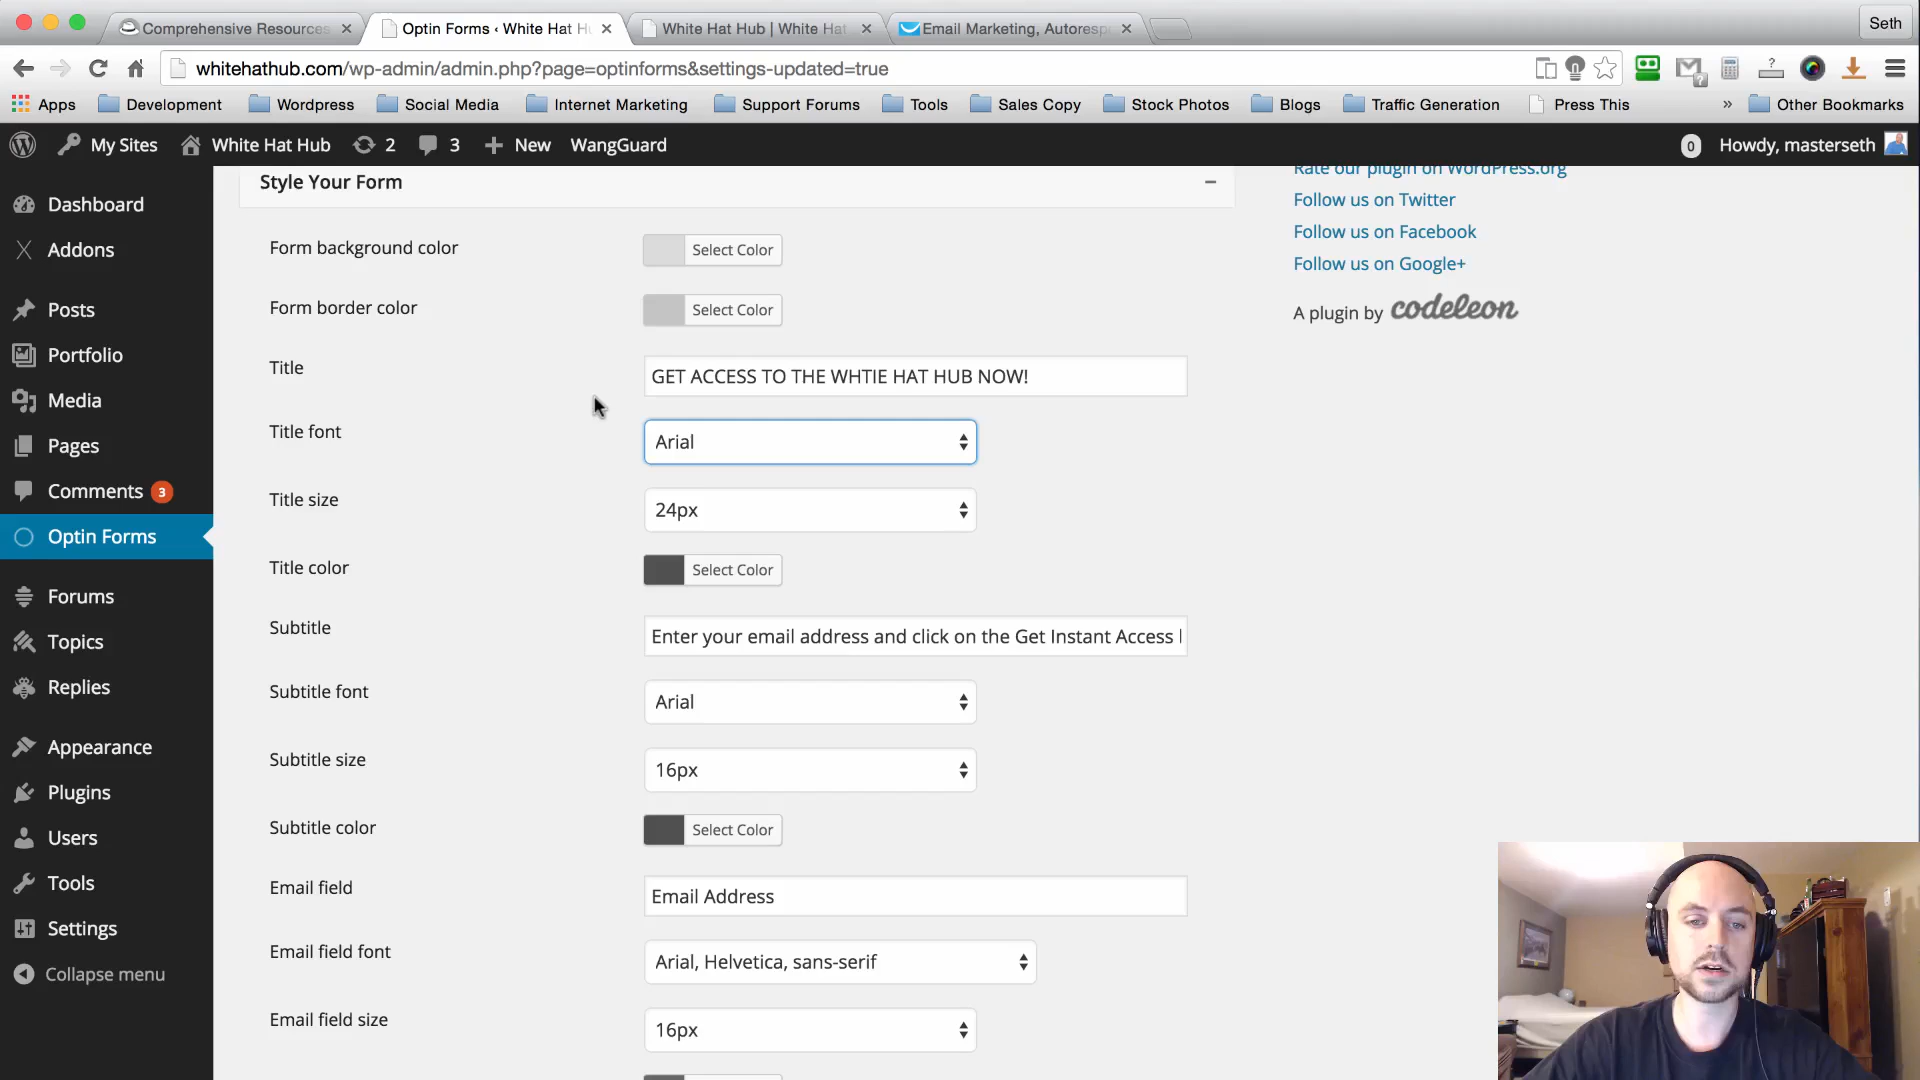 Comprehensive Resources
Optin Forms ‹ White Hat Hu
White Hat Hub | White Hat
Email Marketing, Autoresp
Seth
whitehathub.com/wp-admin/admin.php?page=optinforms&settings-updated=true
Apps
Development
Wordpress
Social Media
Internet Marketing
Support Forums
Tools
Sales Copy
Stock Photos
Blogs
Traffic Generation
Press This
»
Other Bookmarks
My Sites
White Hat Hub
2
3
New
WangGuard
0
Howdy, masterseth
Dashboard
Addons
Posts
Portfolio
Media
Pages
Comments 3
Optin Forms
Forums
Topics
Replies
Appearance
Plugins
Users
Tools
Settings
Collapse menu
Style Your Form
Form background color
Select Color
Form border color
Select Color
Title
GET ACCESS TO THE WHTIE HAT HUB NOW!
Title font
Arial
Title size
24px
Title color
Select Color
Subtitle
Enter your email address and click on the Get Instant Access
Subtitle font
Arial
Subtitle size
16px
Subtitle color
Select Color
Email field
Email Address
Email field font
Arial, Helvetica, sans-serif
Email field size
16px
Rate our plugin on WordPress.org
Follow us on Twitter
Follow us on Facebook
Follow us on Google+
A plugin by codeleon